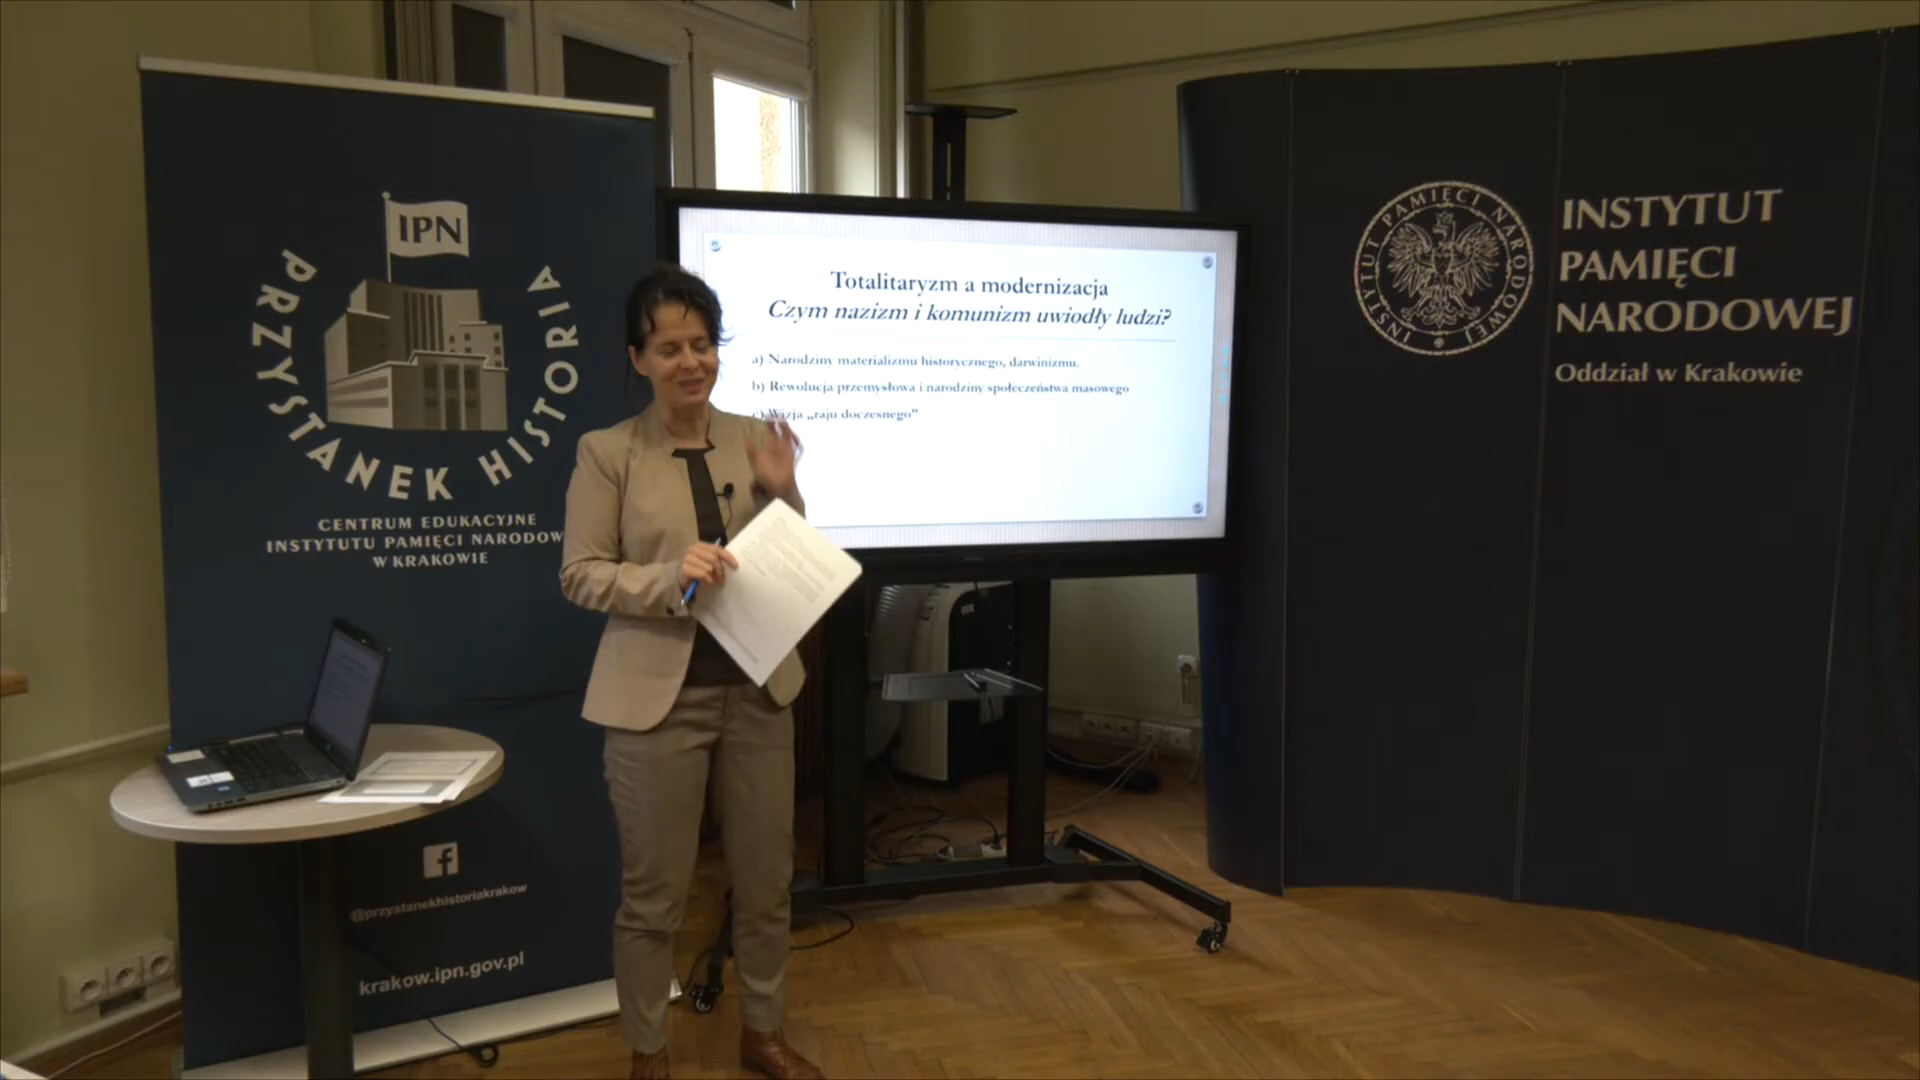 IPN
PRZYSTANEK HISTORIA
CENTRUM EDUKACYJNE
INSTYTUTU PAMIĘCI NARODOW
W KRAKOWIE
@przystanekhistoriakrakow
krakow.ipn.gov.pl
Totalitaryzm a modernizacja
Czym nazizm i komunizm uwiodły ludzi?
a) Narodziny materializmu historycznego, darwinizmu.
b) Rewolucja przemysłowa i narodziny społeczeństwa masowego
c) Wizja „raju doczesnego”
INSTYTUT PAMIĘCI NARODOWEJ
INSTYTUT
PAMIĘCI
NARODOWEJ
Oddział w Krakowie